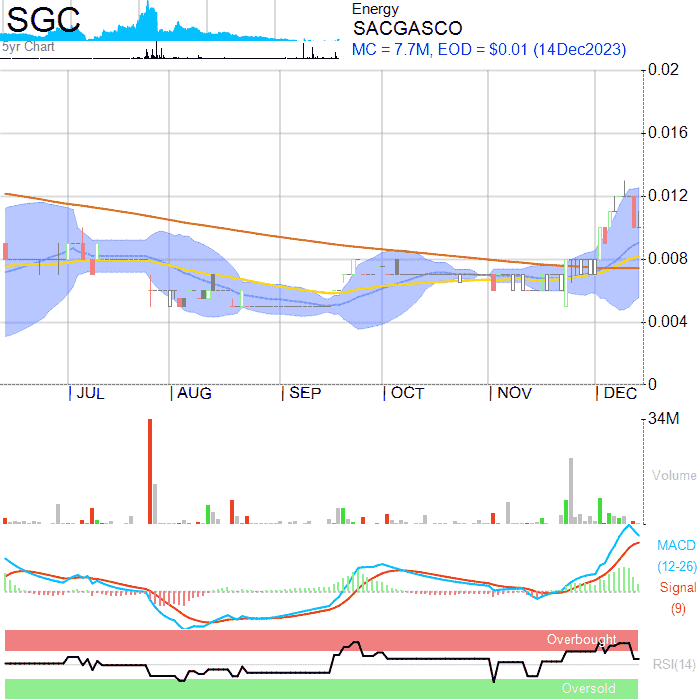 SGC
5yr Chart
Energy
SACGASCO
MC = 7.7M, EOD = $0.01 (14Dec2023)
0.02
0.016
0.012
0.008
0.004
0
JUL AUG SEP OCT NOV DEC
34M
Volume
MACD
(12-26)
Signal
(9)
Overbought
RSI(14)
Oversold